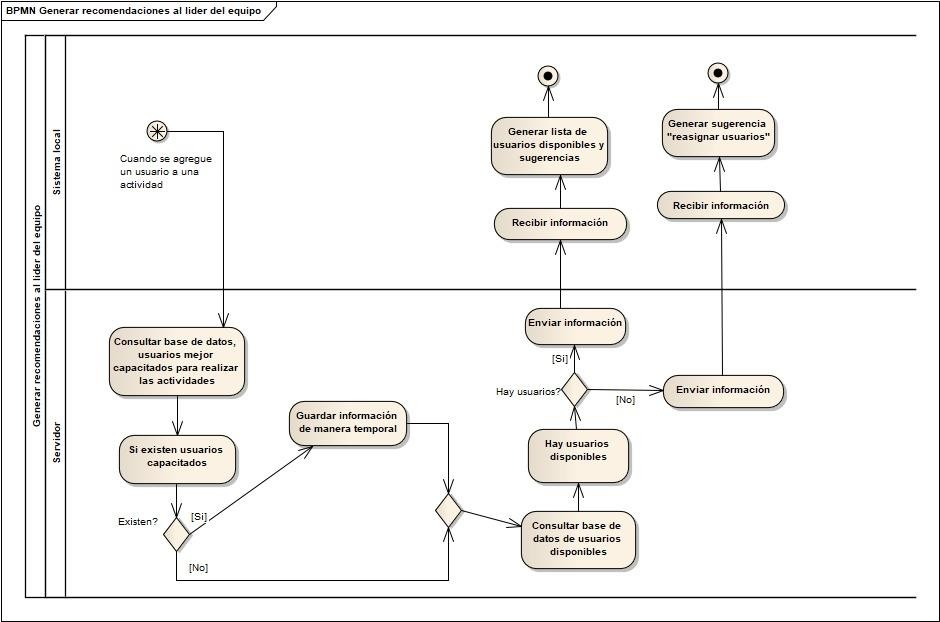 BPMN Generar recomendaciones al lider del equipo
Generar recomendaciones al lider del equipo
Sistema local
Cuando se agregue
un usuario a una
actividad
Generar lista de
usuarios disponibles y
sugerencias
Recibir información
Generar sugerencia
"reasignar usuarios"
Recibir información
Servidor
Consultar base de datos,
usuarios mejor
capacitados para realizar
las actividades
Si existen usuarios
capacitados
Existen?
[Si]
[No]
Guardar información
de manera temporal
Consultar base de
datos de usuarios
disponibles
Hay usuarios
disponibles
Hay usuarios?
[Si]
[No]
Enviar información
Enviar información